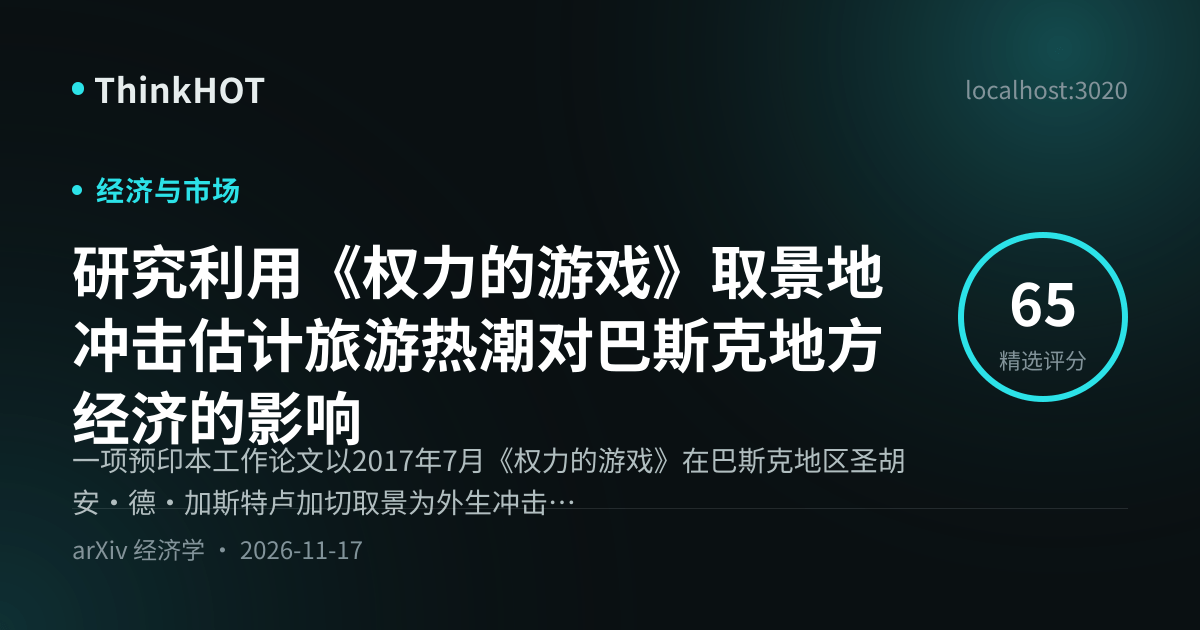 ThinkHOT
localhost:3020
经济与市场
研究利用《权力的游戏》取景地
冲击估计旅游热潮对巴斯克地方
经济的影响
65
精选评分
一项预印本工作论文以2017年7月《权力的游戏》在巴斯克地区圣胡
安·德·加斯特卢加切取景为外生冲击…
arXiv 经济学 · 2026-11-17